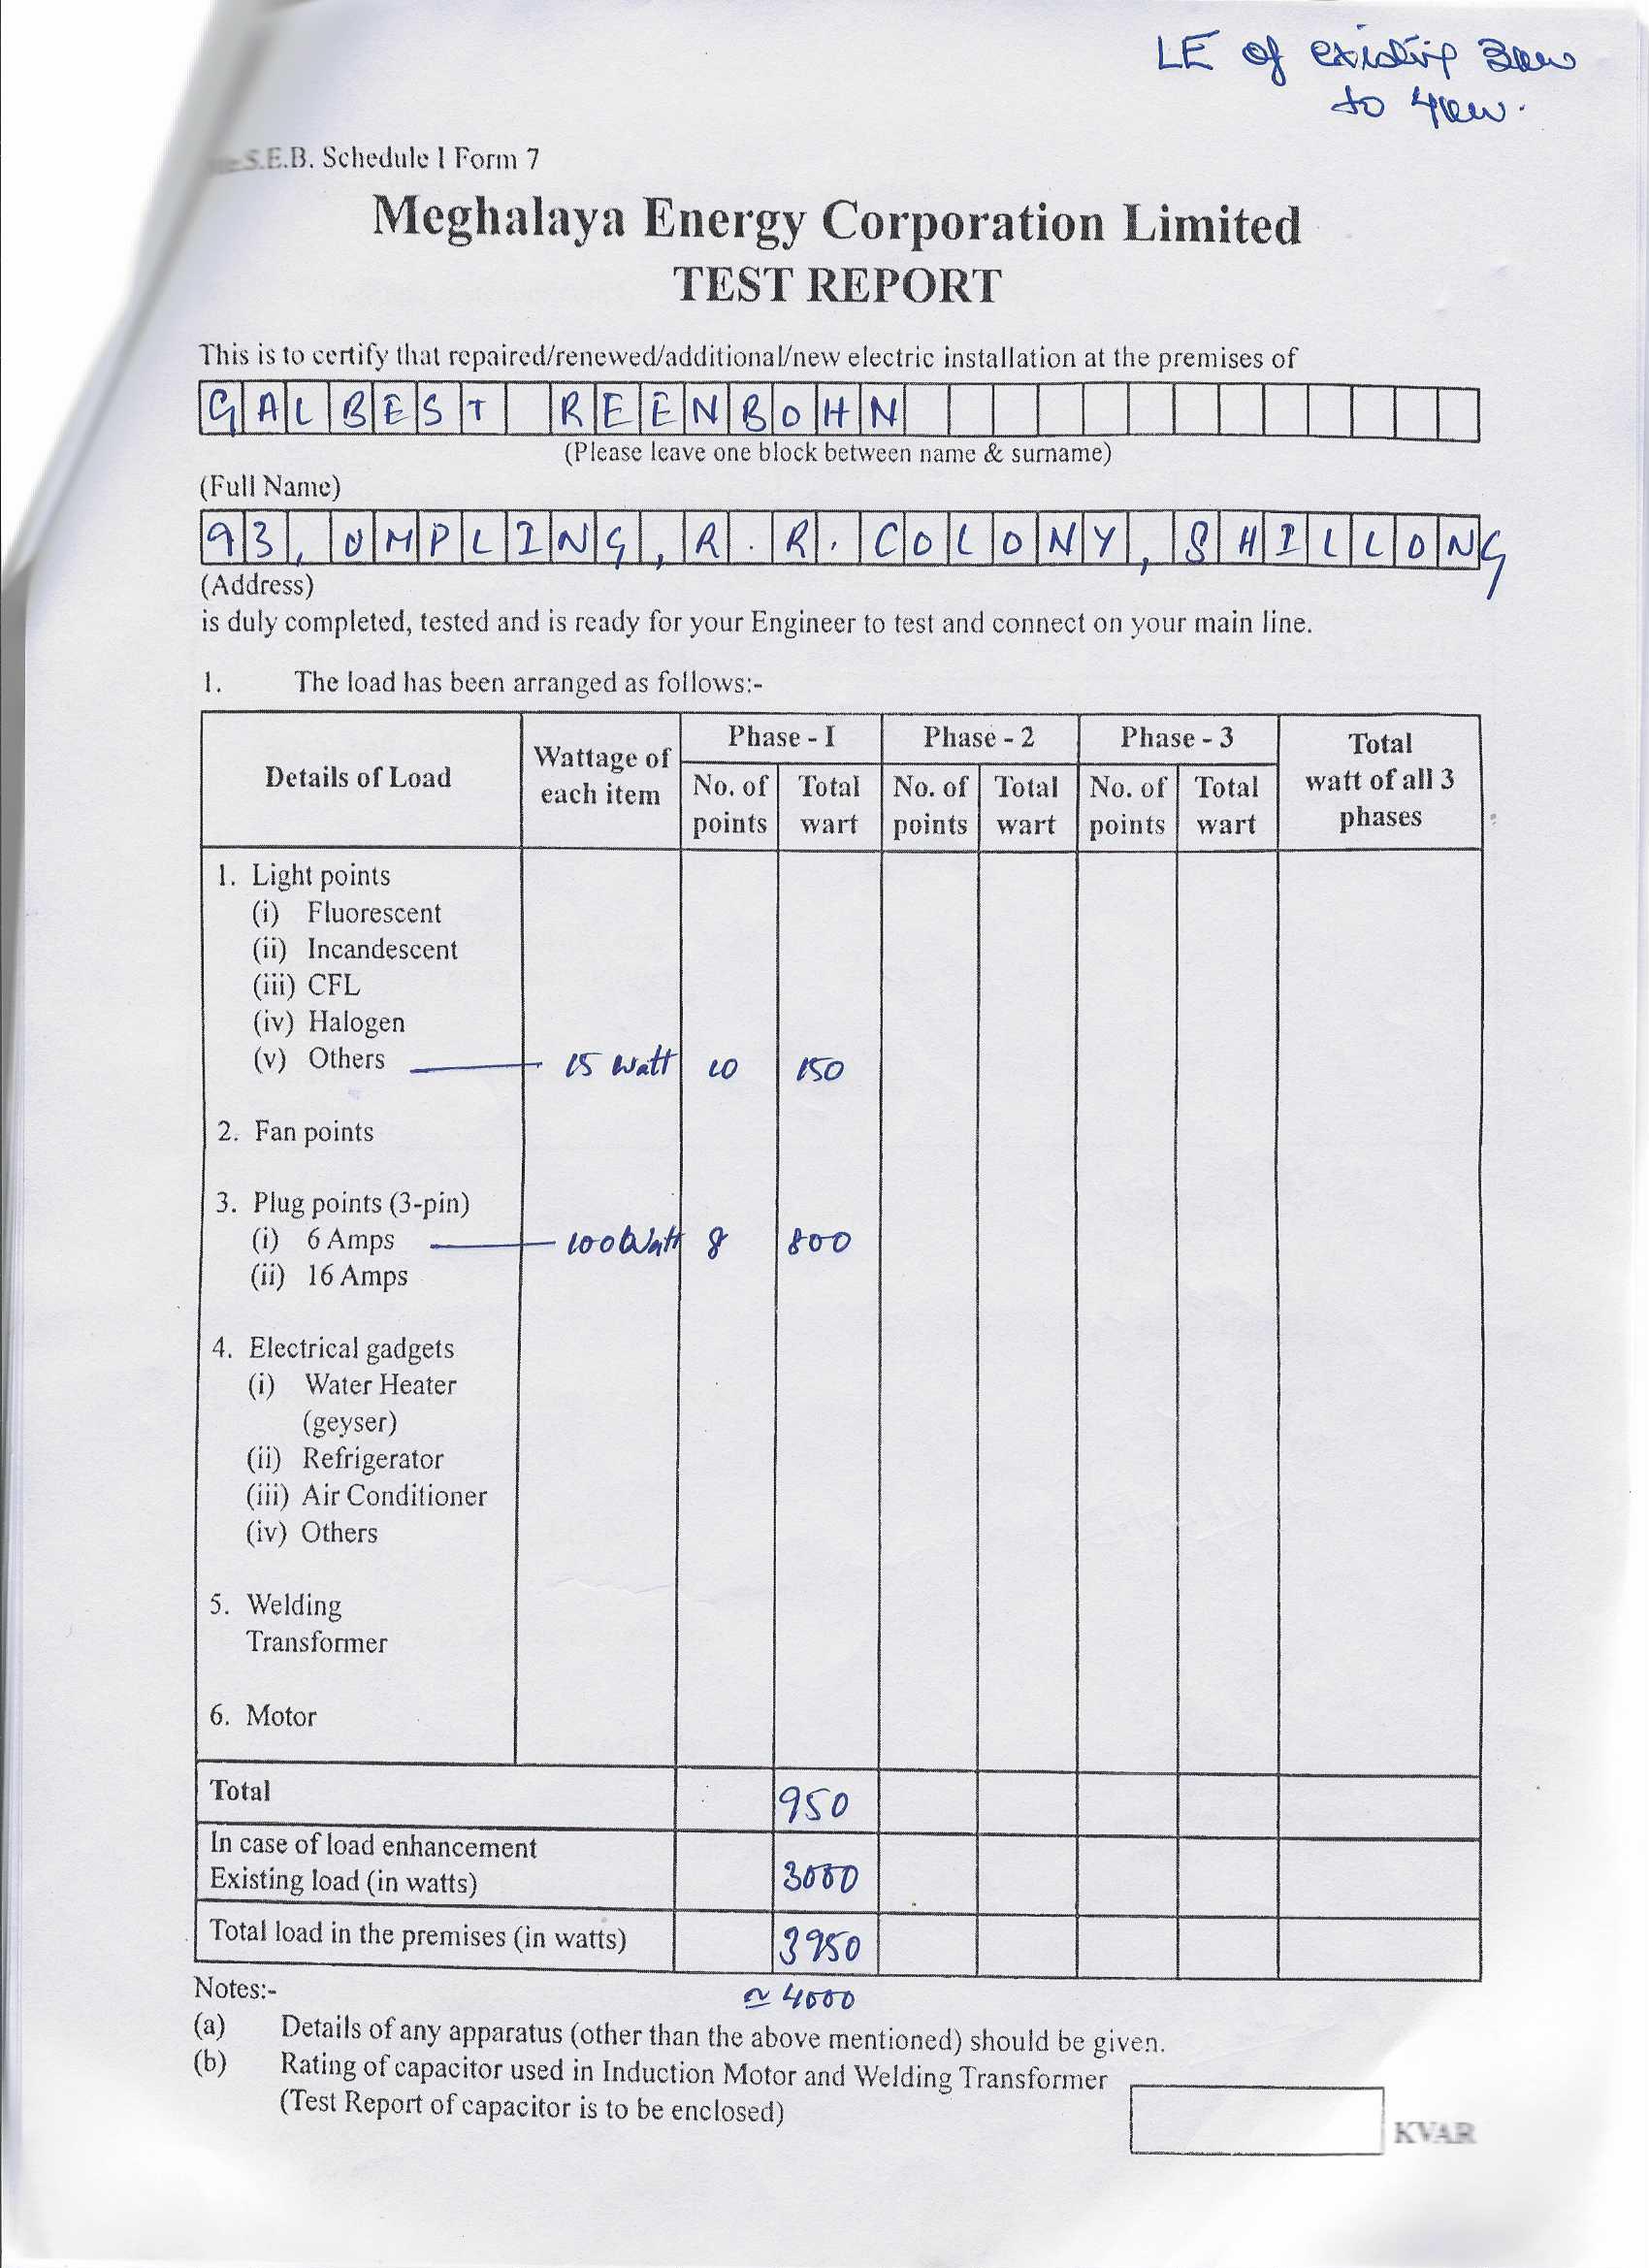 LE of existing 3kw
to 4kw.
S.E.B. Schedule I Form 7
Meghalaya Energy Corporation Limited
TEST REPORT
This is to certify that repaired/renewed/additional/new electric installation at the premises of
GALBEST REENBOHN
(Please leave one block between name & surname)
(Full Name)
93, UMPLING, R.R. COLONY, SHILLONG
(Address)
is duly completed, tested and is ready for your Engineer to test and connect on your main line.
1. The load has been arranged as follows:-
Details of Load Wattage of each item Phase - I Phase - 2 Phase - 3 Total watt of all 3 phases
No. of points Total wart No. of points Total wart No. of points Total wart
1. Light points
(i) Fluorescent
(ii) Incandescent
(iii) CFL
(iv) Halogen
(v) Others 15 Watt 10 150
2. Fan points
3. Plug points (3-pin)
(i) 6 Amps 100 Watt 8 800
(ii) 16 Amps
4. Electrical gadgets
(i) Water Heater
(geyser)
(ii) Refrigerator
(iii) Air Conditioner
(iv) Others
5. Welding
Transformer
6. Motor
Total 950
In case of load enhancement
Existing load (in watts) 3000
Total load in the premises (in watts) 3950
Notes:- ≃ 4000
(a) Details of any apparatus (other than the above mentioned) should be given.
(b) Rating of capacitor used in Induction Motor and Welding Transformer
(Test Report of capacitor is to be enclosed)
KVAR